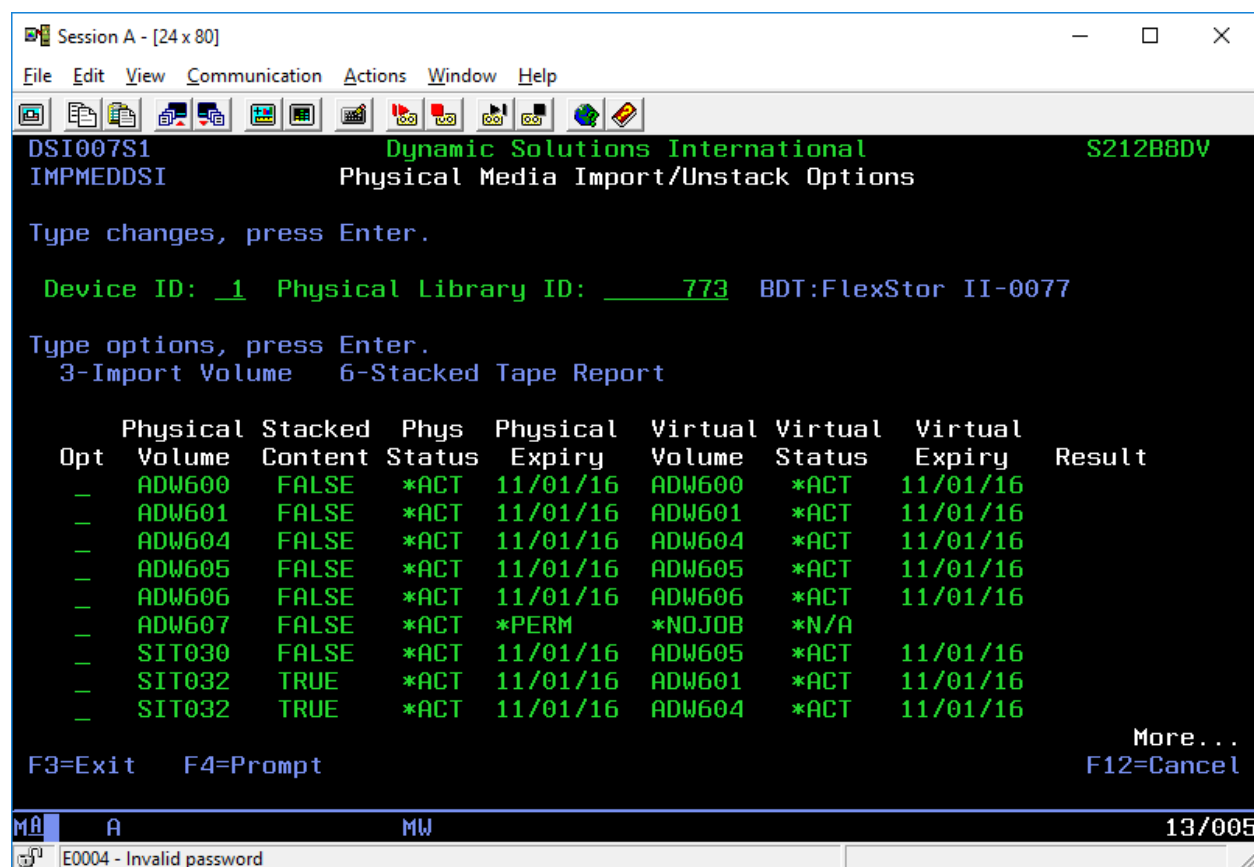 Session A - [24 x 80]
File Edit View Communication Actions Window Help
DSI007S1 Dynamic Solutions International S212B8DV
IMPMEDDSI Physical Media Import/Unstack Options
Type changes, press Enter.
Device ID: _1 Physical Library ID: _____773 BDT:FlexStor II-0077
Type options, press Enter.
3-Import Volume 6-Stacked Tape Report
Physical Stacked Phys Physical Virtual Virtual Virtual
Opt Volume Content Status Expiry Volume Status Expiry Result
_ ADW600 FALSE *ACT 11/01/16 ADW600 *ACT 11/01/16
_ ADW601 FALSE *ACT 11/01/16 ADW601 *ACT 11/01/16
_ ADW604 FALSE *ACT 11/01/16 ADW604 *ACT 11/01/16
_ ADW605 FALSE *ACT 11/01/16 ADW605 *ACT 11/01/16
_ ADW606 FALSE *ACT 11/01/16 ADW606 *ACT 11/01/16
_ ADW607 FALSE *ACT *PERM *NOJOB *N/A
_ SIT030 FALSE *ACT 11/01/16 ADW605 *ACT 11/01/16
_ SIT032 TRUE *ACT 11/01/16 ADW601 *ACT 11/01/16
_ SIT032 TRUE *ACT 11/01/16 ADW604 *ACT 11/01/16
More...
F3=Exit F4=Prompt F12=Cancel
MA A MW 13/005
E0004 - Invalid password